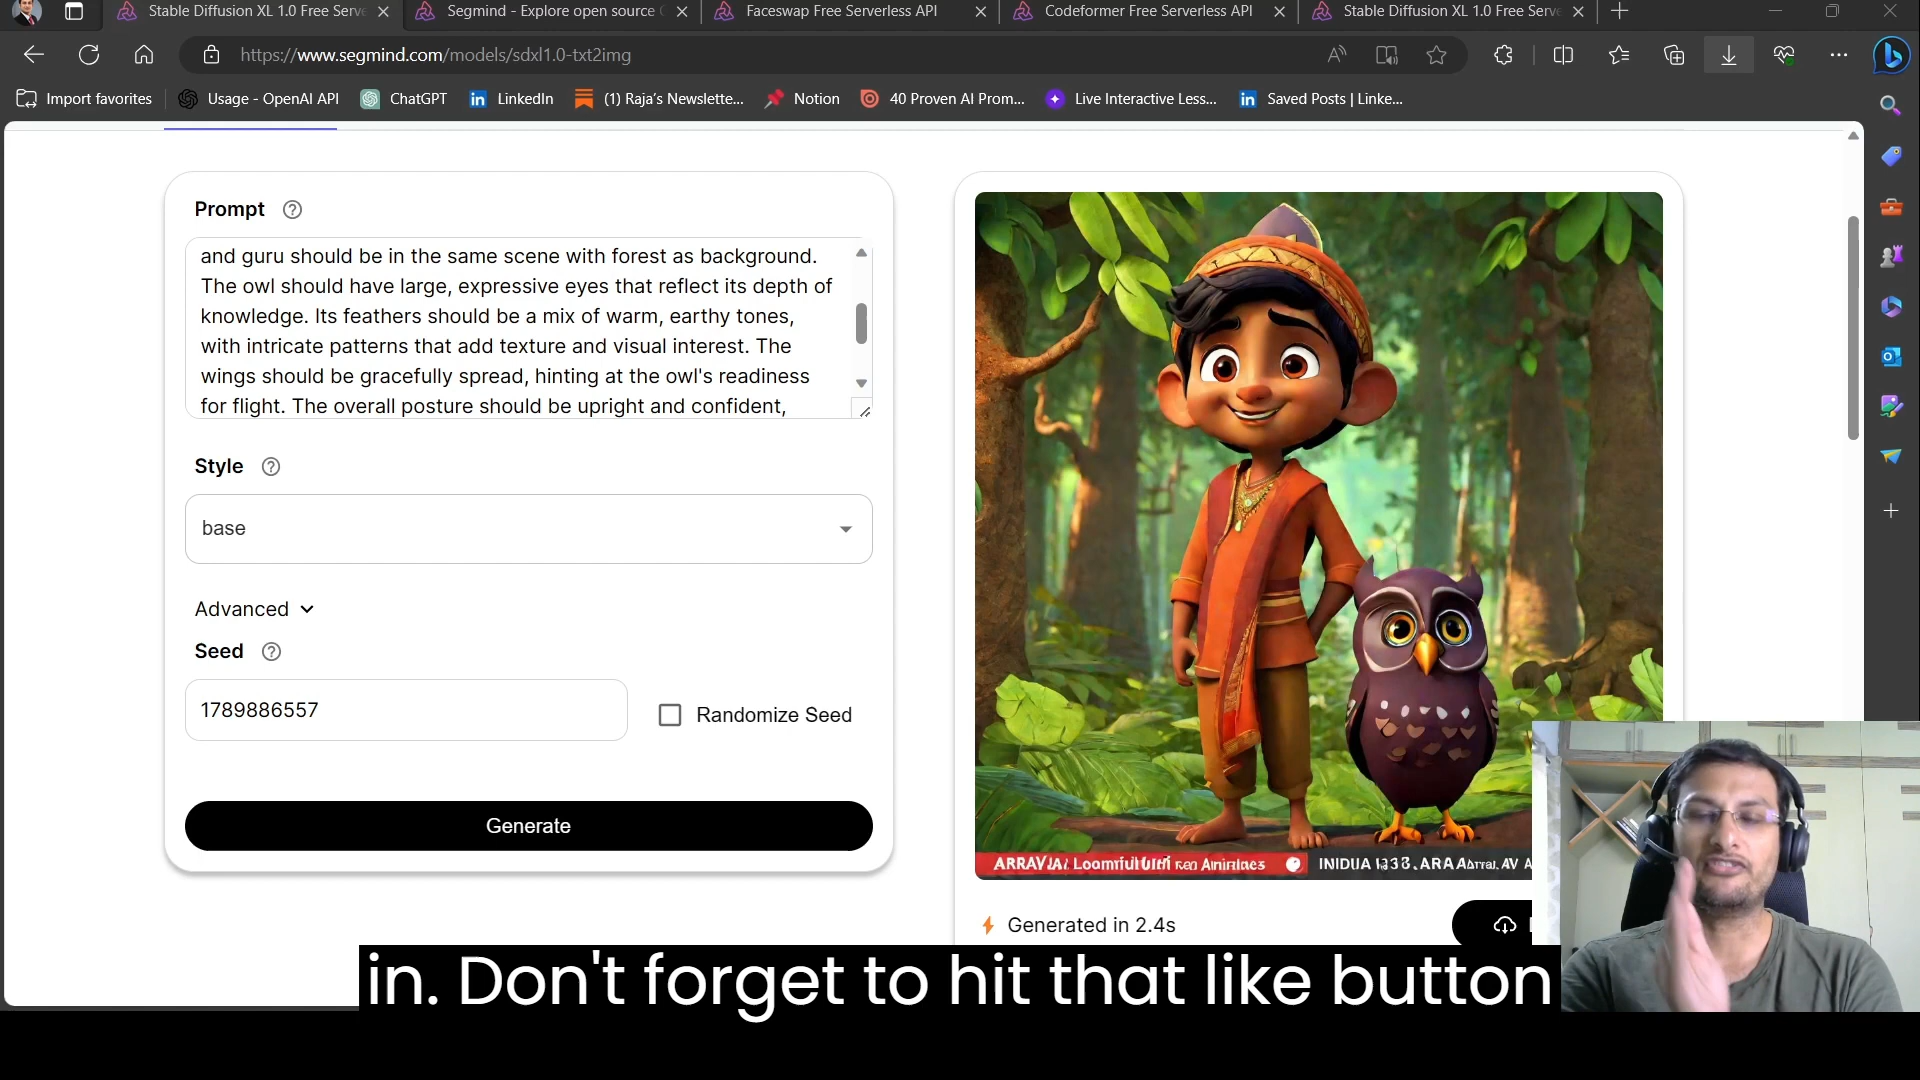 Stable Diffusion XL 1.0 Free Serve
Segmind - Explore open source
Faceswap Free Serverless API
Codeformer Free Serverless API
Stable Diffusion XL 1.0 Free Serve
https://www.segmind.com/models/sdxl1.0-txt2img
Import favorites
Usage - OpenAI API
ChatGPT
LinkedIn
(1) Raja's Newslette...
Notion
40 Proven AI Prom...
Live Interactive Less...
Saved Posts | Linke...
Prompt
and guru should be in the same scene with forest as background.
The owl should have large, expressive eyes that reflect its depth of
knowledge. Its feathers should be a mix of warm, earthy tones,
with intricate patterns that add texture and visual interest. The
wings should be gracefully spread, hinting at the owl's readiness
for flight. The overall posture should be upright and confident,
Style
base
Advanced
Seed
1789886557
Randomize Seed
Generate
Generated in 2.4s
in. Don't forget to hit that like button